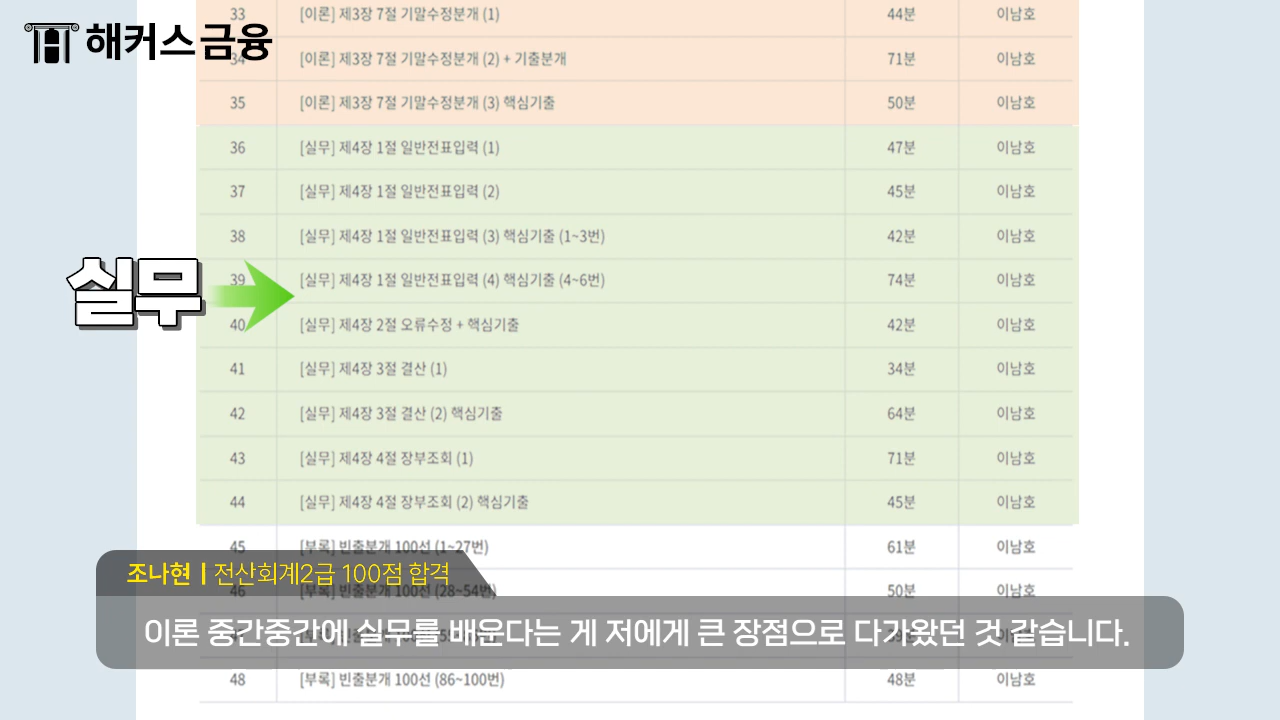 해커스금융
33 [이론] 제3장 7절 기말수정분개 (1) 44분 이남호
34 [이론] 제3장 7절 기말수정분개 (2) + 기출분개 71분 이남호
35 [이론] 제3장 7절 기말수정분개 (3) 핵심기출 50분 이남호
36 [실무] 제4장 1절 일반전표입력 (1) 47분 이남호
37 [실무] 제4장 1절 일반전표입력 (2) 45분 이남호
38 [실무] 제4장 1절 일반전표입력 (3) 핵심기출 (1~3번) 42분 이남호
실무
39 [실무] 제4장 1절 일반전표입력 (4) 핵심기출 (4~6번) 74분 이남호
40 [실무] 제4장 2절 오류수정 + 핵심기출 42분 이남호
41 [실무] 제4장 3절 결산 (1) 34분 이남호
42 [실무] 제4장 3절 결산 (2) 핵심기출 64분 이남호
43 [실무] 제4장 4절 장부조회 (1) 71분 이남호
44 [실무] 제4장 4절 장부조회 (2) 핵심기출 45분 이남호
45 [부록] 빈출분개 100선 (1~27번) 61분 이남호
조나현 | 전산회계2급 100점 합격
46 [부록] 빈출분개 100선 (28~54번) 50분 이남호
이론 중간중간에 실무를 배운다는 게 저에게 큰 장점으로 다가왔던 것 같습니다.
48 [부록] 빈출분개 100선 (86~100번) 48분 이남호